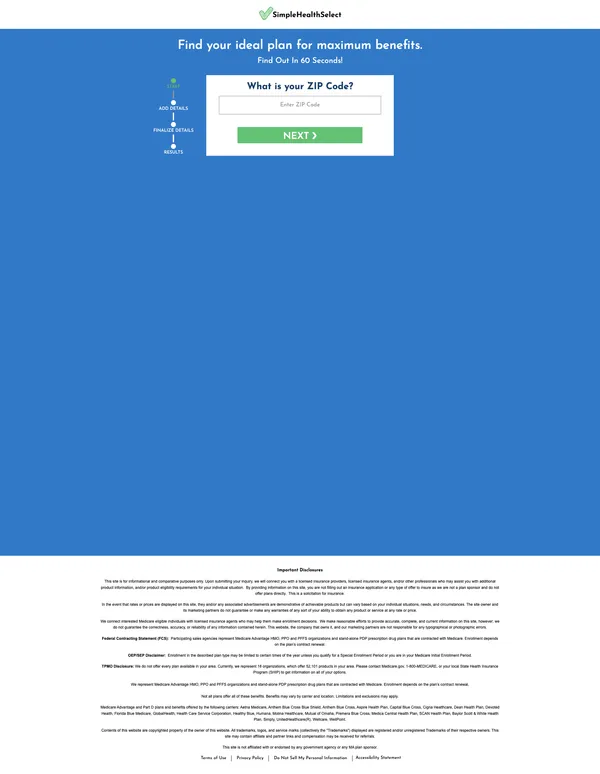 SimpleHealthSelect
Find your ideal plan for maximum benefits.
Find Out In 60 Seconds!
START
ADD DETAILS
FINALIZE DETAILS
RESULTS
What is your ZIP Code?
Enter ZIP Code
NEXT ❯
Important Disclosures
This site is for informational and comparative purposes only. Upon submitting your inquiry, we will connect you with a licensed insurance providers, licensed insurance agents, and/or other professionals who may assist you with additional
product information, and/or product eligibility requirements for your individual situation. By providing information on this site, you are not filling out an insurance application or any type of offer to insure as we are not a plan sponsor and do not
offer plans directly. This is a solicitation for insurance.
In the event that rates or prices are displayed on this site, they and/or any associated advertisements are demonstrative of achievable products but can vary based on your individual situations, needs, and circumstances. The site owner and
its marketing partners do not guarantee or make any warranties of any sort of your ability to obtain any product or service at any rate or price.
We connect interested Medicare eligible individuals with licensed insurance agents who may help them make enrollment decisions. We make reasonable efforts to provide accurate, complete, and current information on this site, however, we
do not guarantee the correctness, accuracy, or reliability of any information contained herein. This website, the company that owns it, and our marketing partners are not responsible for any typographical or photographic errors.
Federal Contracting Statement (FCS): Participating sales agencies represent Medicare Advantage HMO, PPO and PFFS organizations and stand-alone PDP prescription drug plans that are contracted with Medicare. Enrollment depends
on the plan's contract renewal.
OEP/SEP Disclaimer: Enrollment in the described plan type may be limited to certain times of the year unless you qualify for a Special Enrollment Period or you are in your Medicare Initial Enrollment Period.
TPMO Disclosure: We do not offer every plan available in your area. Currently, we represent 18 organizations, which offer 52,101 products in your area. Please contact Medicare.gov, 1-800-MEDICARE, or your local State Health Insurance
Program (SHIP) to get information on all of your options.
We represent Medicare Advantage HMO, PPO and PFFS organizations and stand-alone PDP prescription drug plans that are contracted with Medicare. Enrollment depends on the plan's contract renewal.
Not all plans offer all of these benefits. Benefits may vary by carrier and location. Limitations and exclusions may apply.
Medicare Advantage and Part D plans and benefits offered by the following carriers: Aetna Medicare, Anthem Blue Cross Blue Shield, Anthem Blue Cross, Aspire Health Plan, Capital Blue Cross, Cigna Healthcare, Dean Health Plan, Devoted
Health, Florida Blue Medicare, GlobalHealth, Health Care Service Corporation, Healthy Blue, Humana, Molina Healthcare, Mutual of Omaha, Premera Blue Cross, Medica Central Health Plan, SCAN Health Plan, Baylor Scott & White Health
Plan, Simply, UnitedHealthcare(R), Wellcare, WellPoint.
Contents of this website are copyrighted property of the owner of this website. All trademarks, logos, and service marks (collectively the "Trademarks") displayed are registered and/or unregistered Trademarks of their respective owners. This
site may contain affiliate and partner links and compensation may be received for referrals.
This site is not affiliated with or endorsed by any government agency or any MA plan sponsor.
Terms of Use | Privacy Policy | Do Not Sell My Personal Information | Accessibility Statement